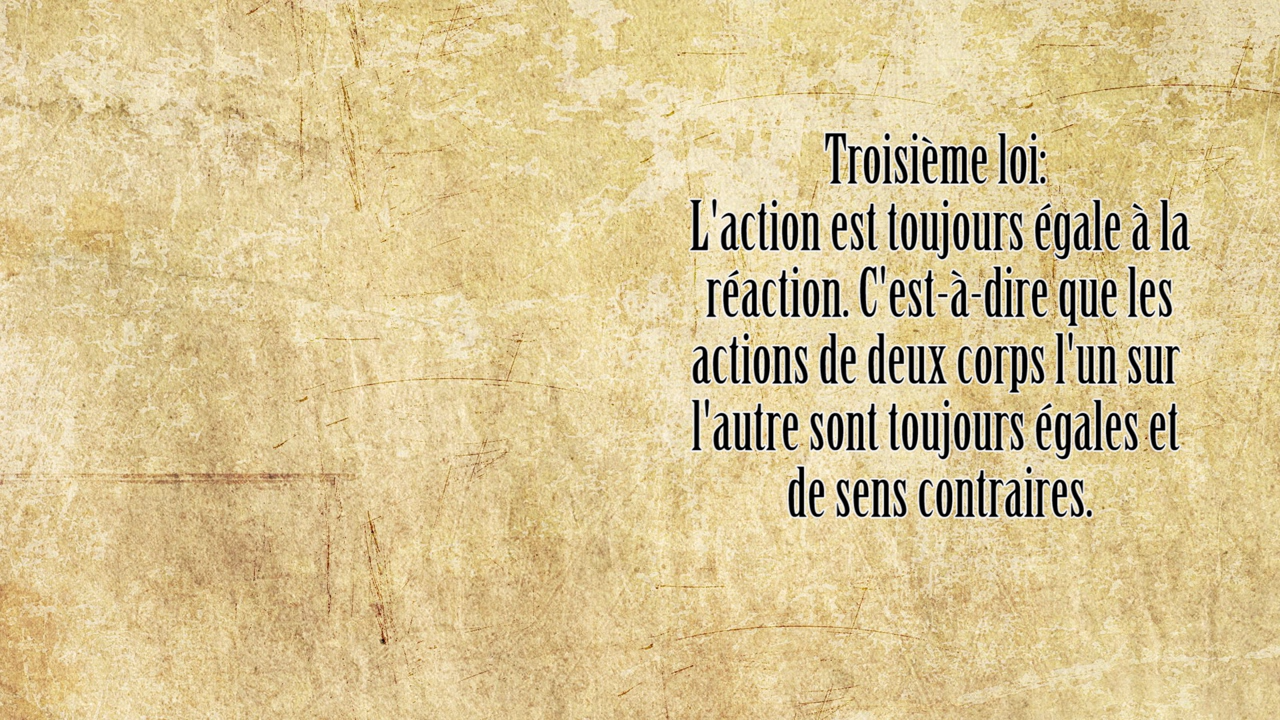 Troisième loi:
L'action est toujours égale à la
réaction. C'est-à-dire que les
actions de deux corps l'un sur
l'autre sont toujours égales et
de sens contraires.